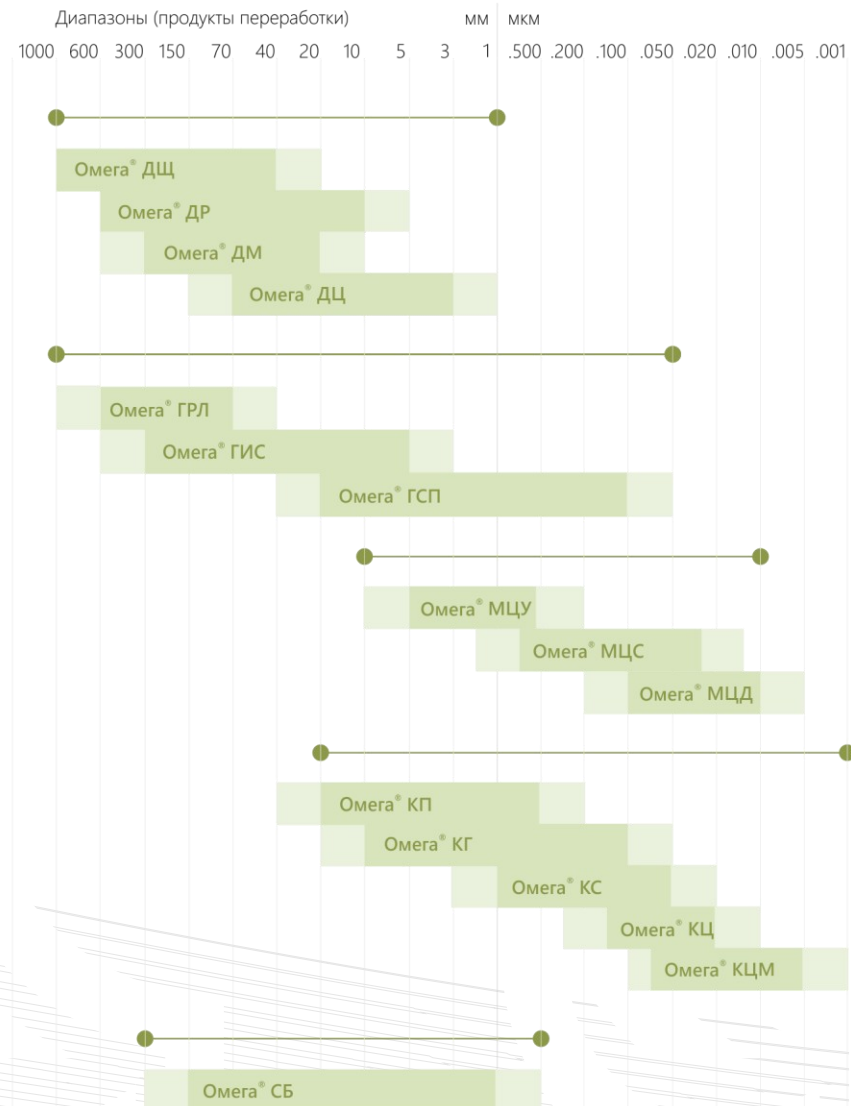 Диапазоны (продукты переработки) мм мкм
1000 600 300 150 70 40 20 10 5 3 1 .500 .200 .100 .050 .020 .010 .005 .001
Омега® ДЩ
Омега® ДР
Омега® ДМ
Омега® ДЦ
Омега® ГРЛ
Омега® ГИС
Омега® ГСП
Омега® МЦУ
Омега® МЦС
Омега® МЦД
Омега® КП
Омега® КГ
Омега® КС
Омега® КЦ
Омега® КЦМ
Омега® СБ